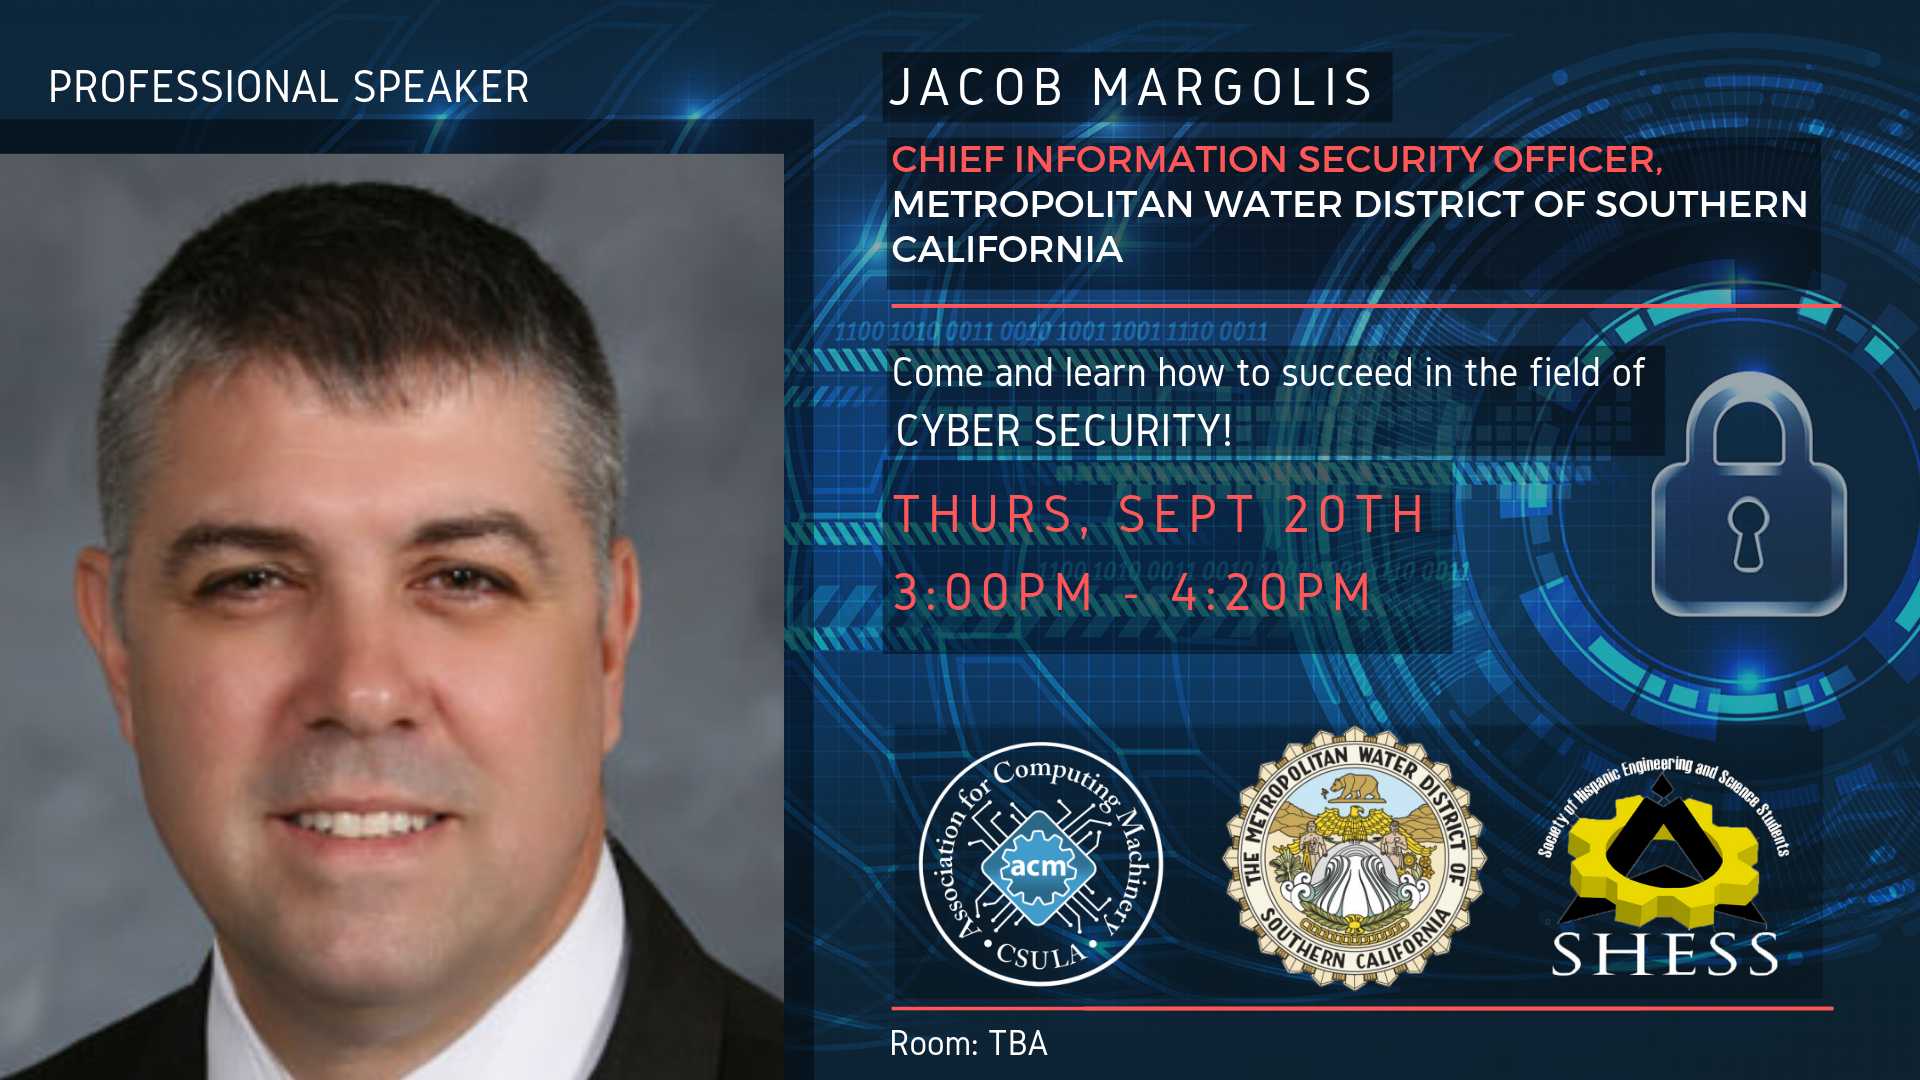 PROFESSIONAL SPEAKER
JACOB MARGOLIS
CHIEF INFORMATION SECURITY OFFICER,
METROPOLITAN WATER DISTRICT OF SOUTHERN
CALIFORNIA
1100 1010 0011 0010 1001 1001 1110 0011
Come and learn how to succeed in the field of
CYBER SECURITY!
THURS, SEPT 20TH
3:00PM - 4:20PM
Association for Computing Machinery
acm
• CSULA •
THE METROPOLITAN WATER DISTRICT OF
SOUTHERN CALIFORNIA
Society of Hispanic Engineering and Science Students
SHESS
Room: TBA